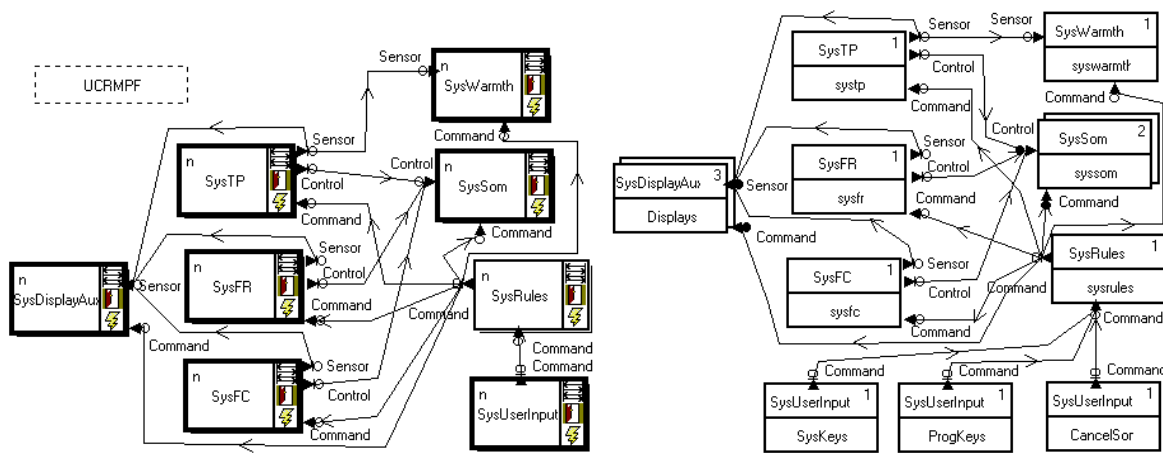 UCRMPF
n
SysWarmth
Sensor
Command
n
SysTP
Sensor
Control
Command
n
SysSom
Control
Command
n
SysDisplayAux
Sensor
Command
n
SysFR
Sensor
Control
Command
n
SysRules
Command
Command
n
SysFC
Sensor
Control
Command
Command
n
SysUserInput
SysTP 1
systp
Sensor
Control
Command
Sensor
SysWarmth 1
syswarmth
Command
SysFR 1
sysfr
Sensor
Control
Command
Control
SysSom 2
syssom
Command
SysDisplayAux 3
Displays
Sensor
Command
SysFC 1
sysfc
Sensor
Control
Command
Command
SysRules 1
sysrules
Command
SysUserInput 1
SysKeys
Command
SysUserInput 1
ProgKeys
Command
SysUserInput 1
CancelSor
Command